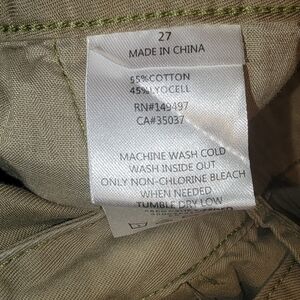 27
MADE IN CHINA
55%COTTON
45%LYOCELL
RN#149497
CA#35037
MACHINE WASH COLD
WASH INSIDE OUT
ONLY NON-CHLORINE BLEACH
WHEN NEEDED
TUMBLE DRY LOW